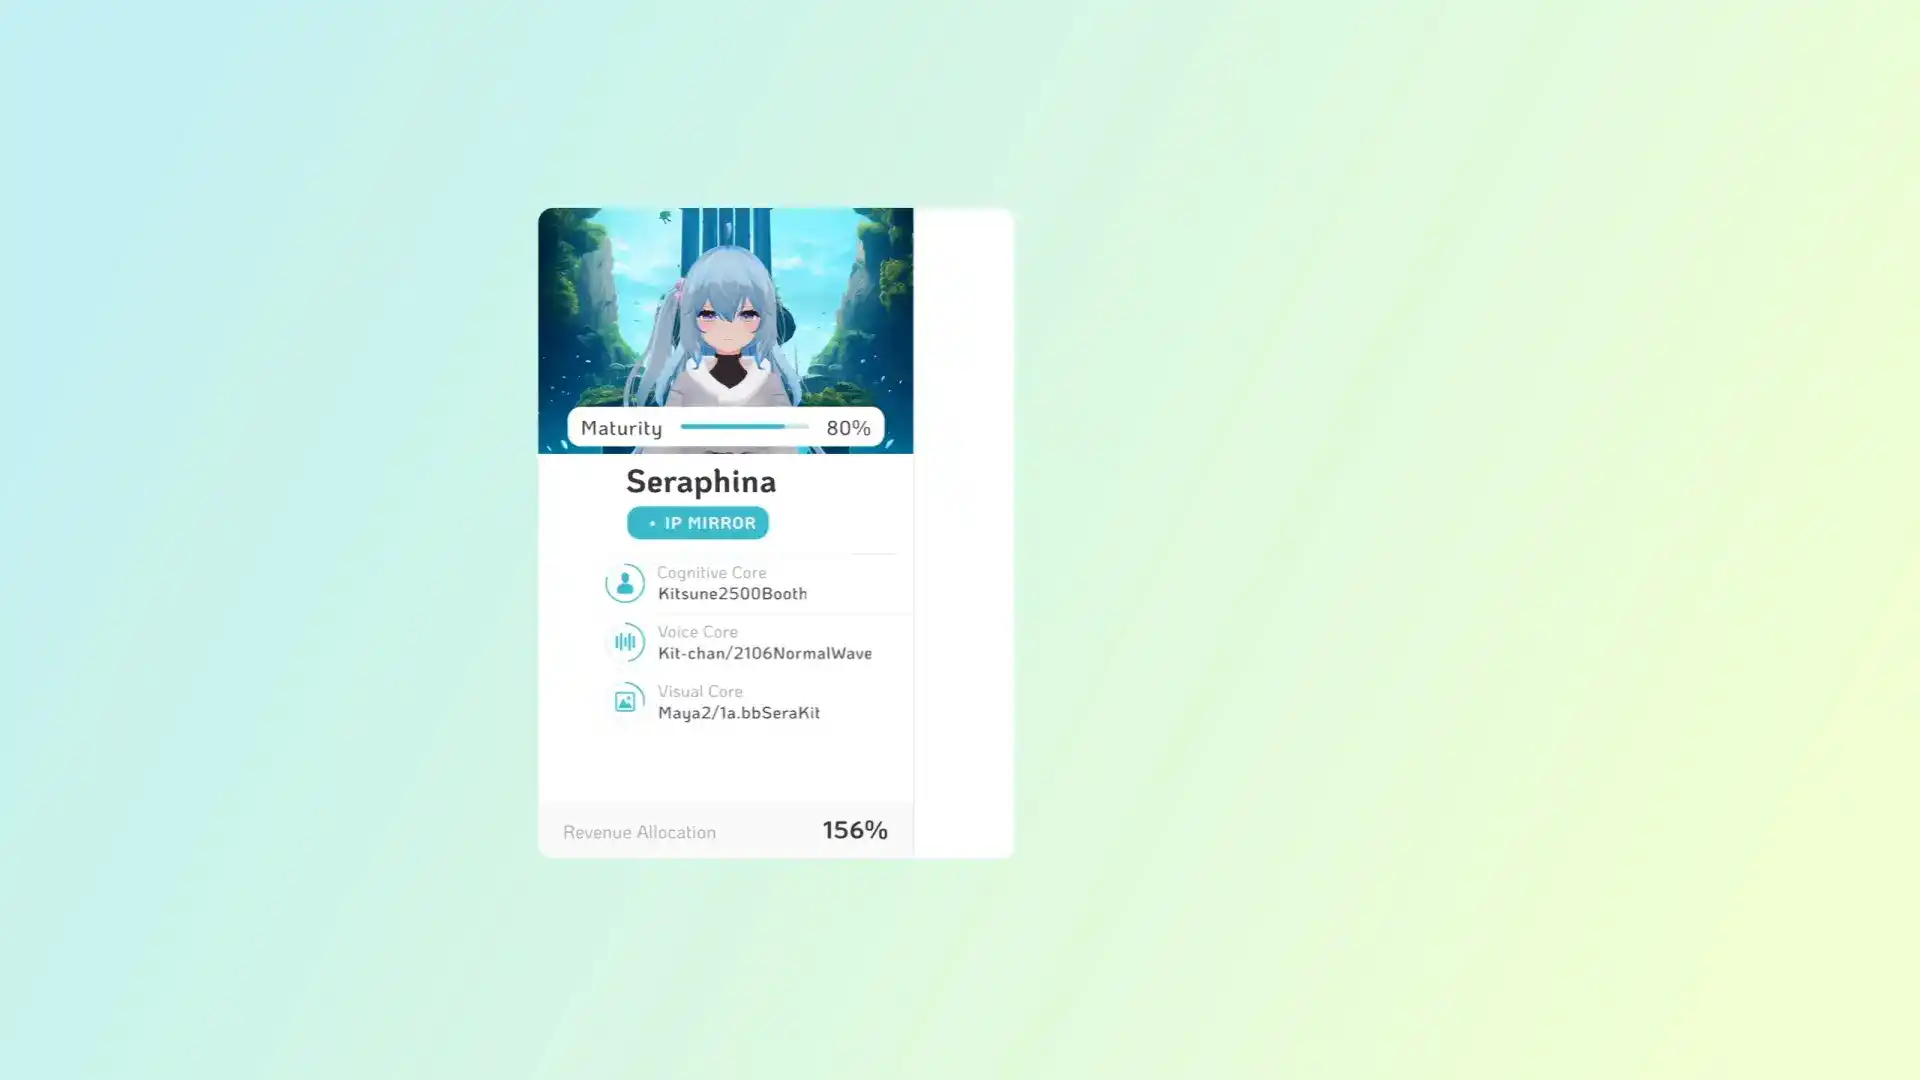 Maturity 80%
Seraphina
• IP MIRROR
Cognitive Core
Kitsune2500Booth
Voice Core
Kit-chan/2106NormalWave
Visual Core
Maya2/1a.bbSeraKit
Revenue Allocation 156%